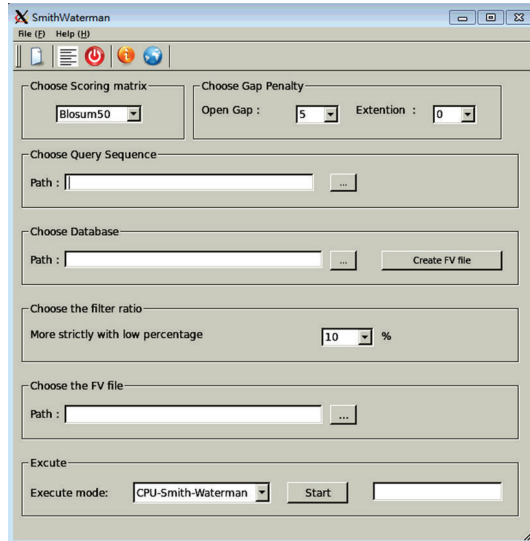 SmithWaterman
File (F) Help (H)
Choose Scoring matrix
Choose Gap Penalty
Blosum50
Open Gap :
5
Extention :
0
Choose Query Sequence
Path :
...
Choose Database
Path :
...
Create FV file
Choose the filter ratio
More strictly with low percentage
10
%
Choose the FV file
Path :
...
Excute
Execute mode:
CPU-Smith-Waterman
Start